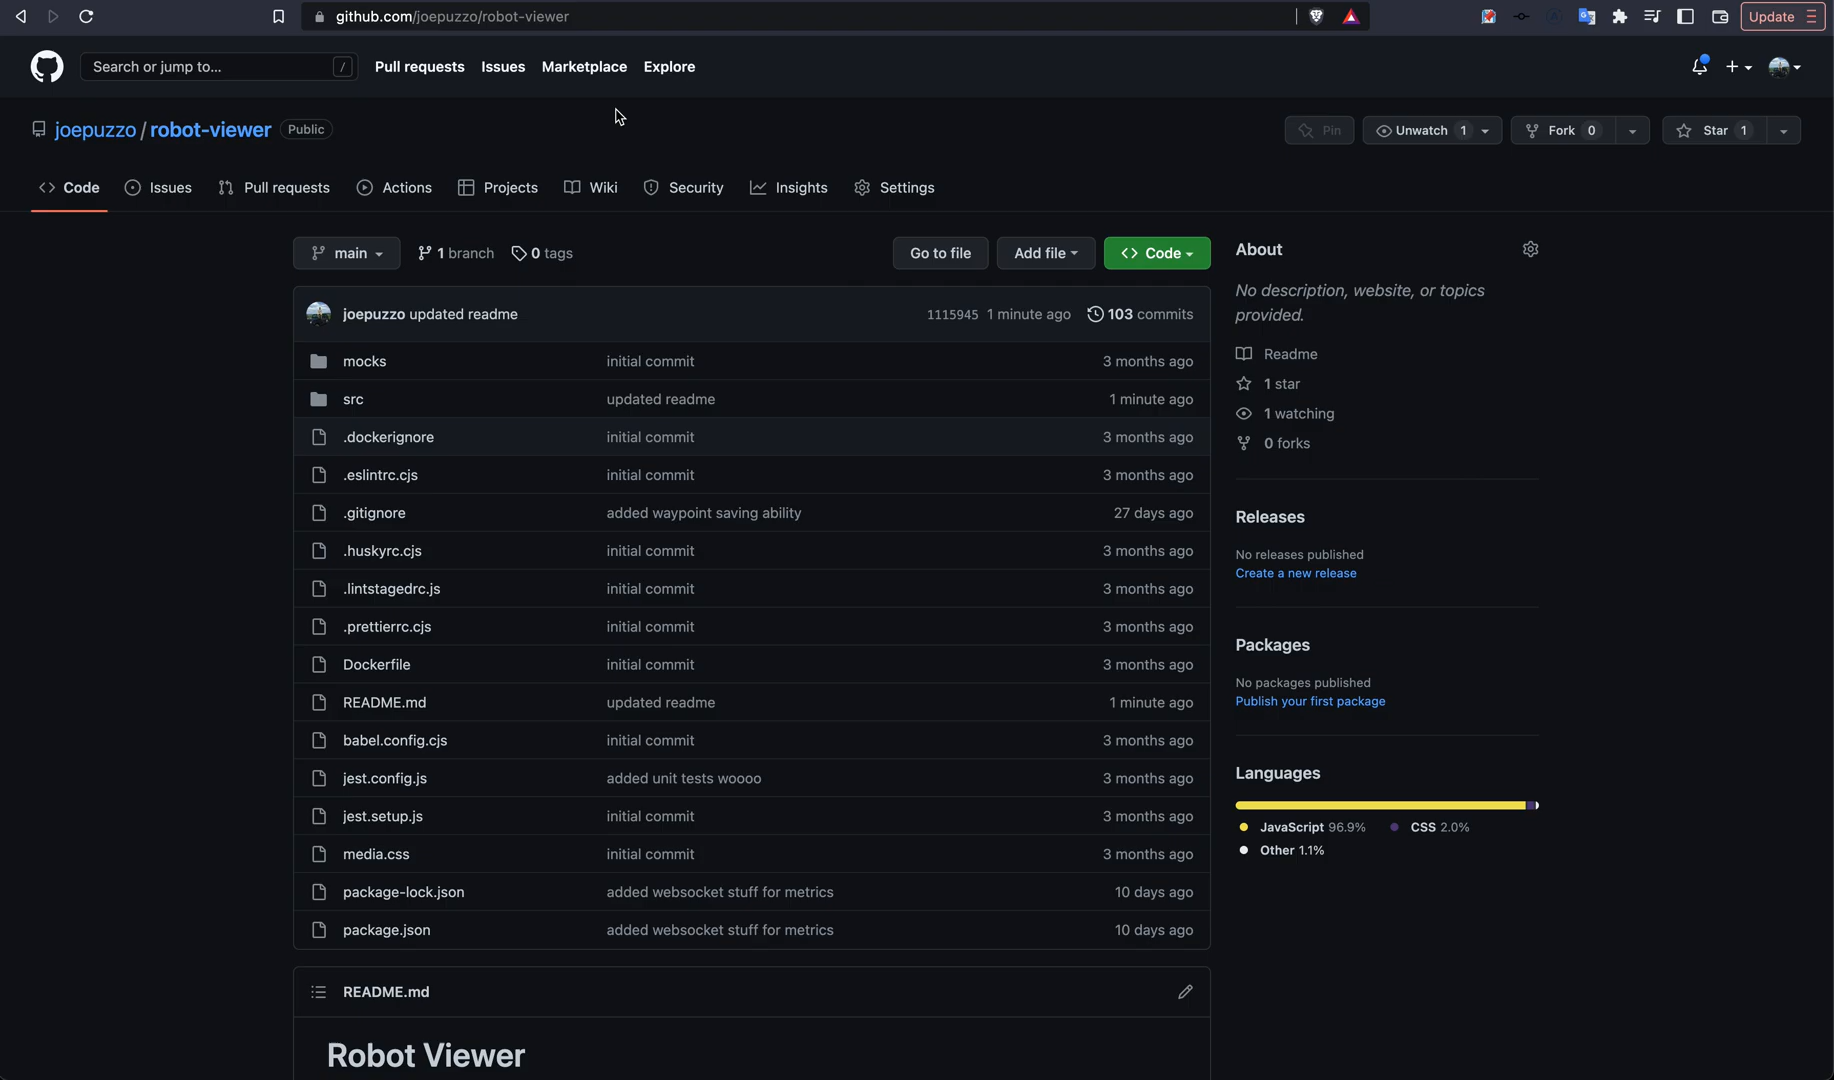 github.com/joepuzzo/robot-viewer
Update
Search or jump to... /
Pull requests Issues Marketplace Explore
joepuzzo / robot-viewer Public
Pin Unwatch 1 Fork 0 Star 1
Code Issues Pull requests Actions Projects Wiki Security Insights Settings
main 1 branch 0 tags Go to file Add file Code
joepuzzo updated readme 1115945 1 minute ago 103 commits
mocks initial commit 3 months ago
src updated readme 1 minute ago
.dockerignore initial commit 3 months ago
.eslintrc.cjs initial commit 3 months ago
.gitignore added waypoint saving ability 27 days ago
.huskyrc.cjs initial commit 3 months ago
.lintstagedrc.js initial commit 3 months ago
.prettierrc.cjs initial commit 3 months ago
Dockerfile initial commit 3 months ago
README.md updated readme 1 minute ago
babel.config.cjs initial commit 3 months ago
jest.config.js added unit tests woooo 3 months ago
jest.setup.js initial commit 3 months ago
media.css initial commit 3 months ago
package-lock.json added websocket stuff for metrics 10 days ago
package.json added websocket stuff for metrics 10 days ago
README.md
Robot Viewer
About
No description, website, or topics
provided.
Readme
1 star
1 watching
0 forks
Releases
No releases published
Create a new release
Packages
No packages published
Publish your first package
Languages
JavaScript 96.9% CSS 2.0%
Other 1.1%